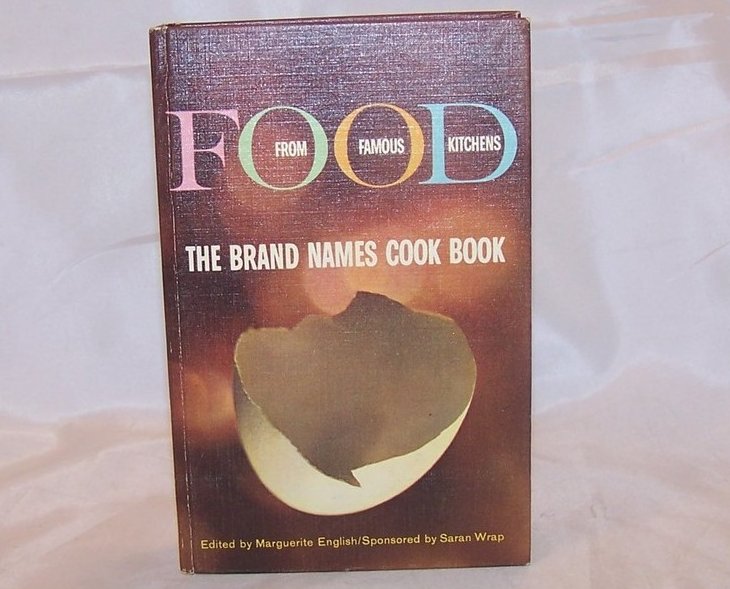 FOOD
FROM FAMOUS KITCHENS
THE BRAND NAMES COOK BOOK
Edited by Marguerite English/Sponsored by Saran Wrap